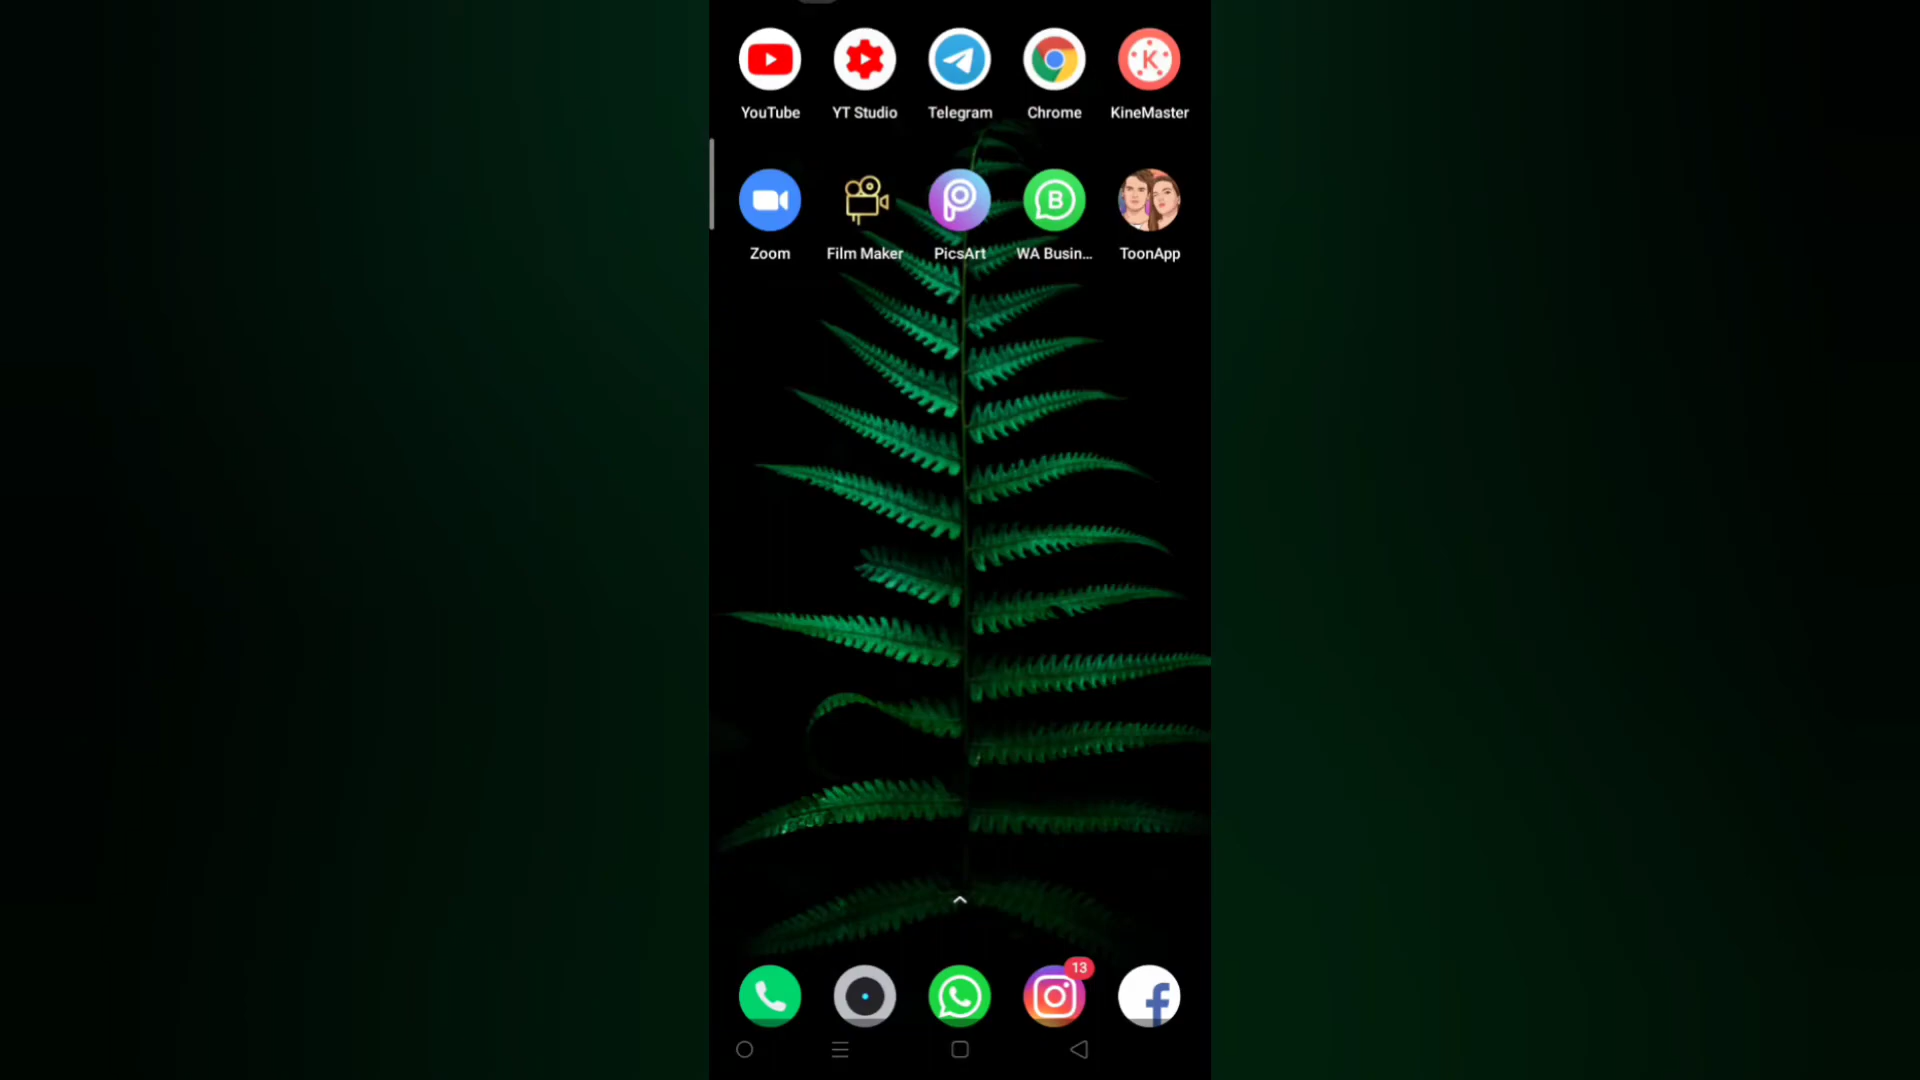 YouTube YT Studio Telegram Chrome KineMaster
Zoom Film Maker PicsArt WA Busin... ToonApp
13